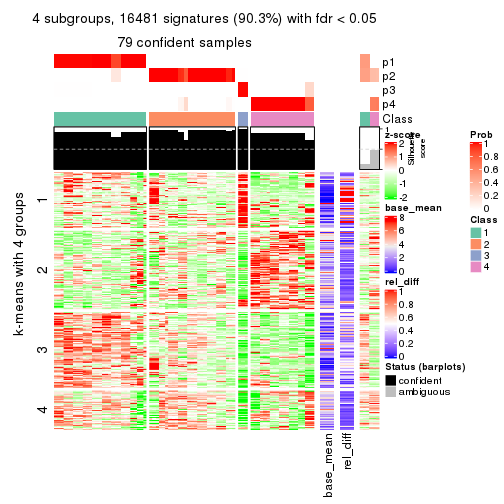 4 subgroups, 16481 signatures (90.3%) with fdr < 0.05
79 confident samples
p1
p2
p3
p4
Class
1
Silhouette
score
k-means with 4 groups
1
2
3
4
base_mean
rel_diff
z-score
2
1
0
-1
-2
base_mean
8
6
4
2
0
rel_diff
1
0.8
0.6
0.4
0.2
0
Status (barplots)
confident
ambiguous
Prob
1
0.8
0.6
0.4
0.2
0
Class
1
2
3
4